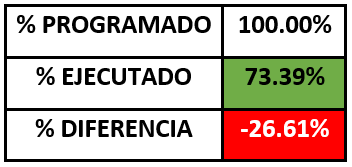 % PROGRAMADO 100.00%
% EJECUTADO 73.39%
% DIFERENCIA -26.61%